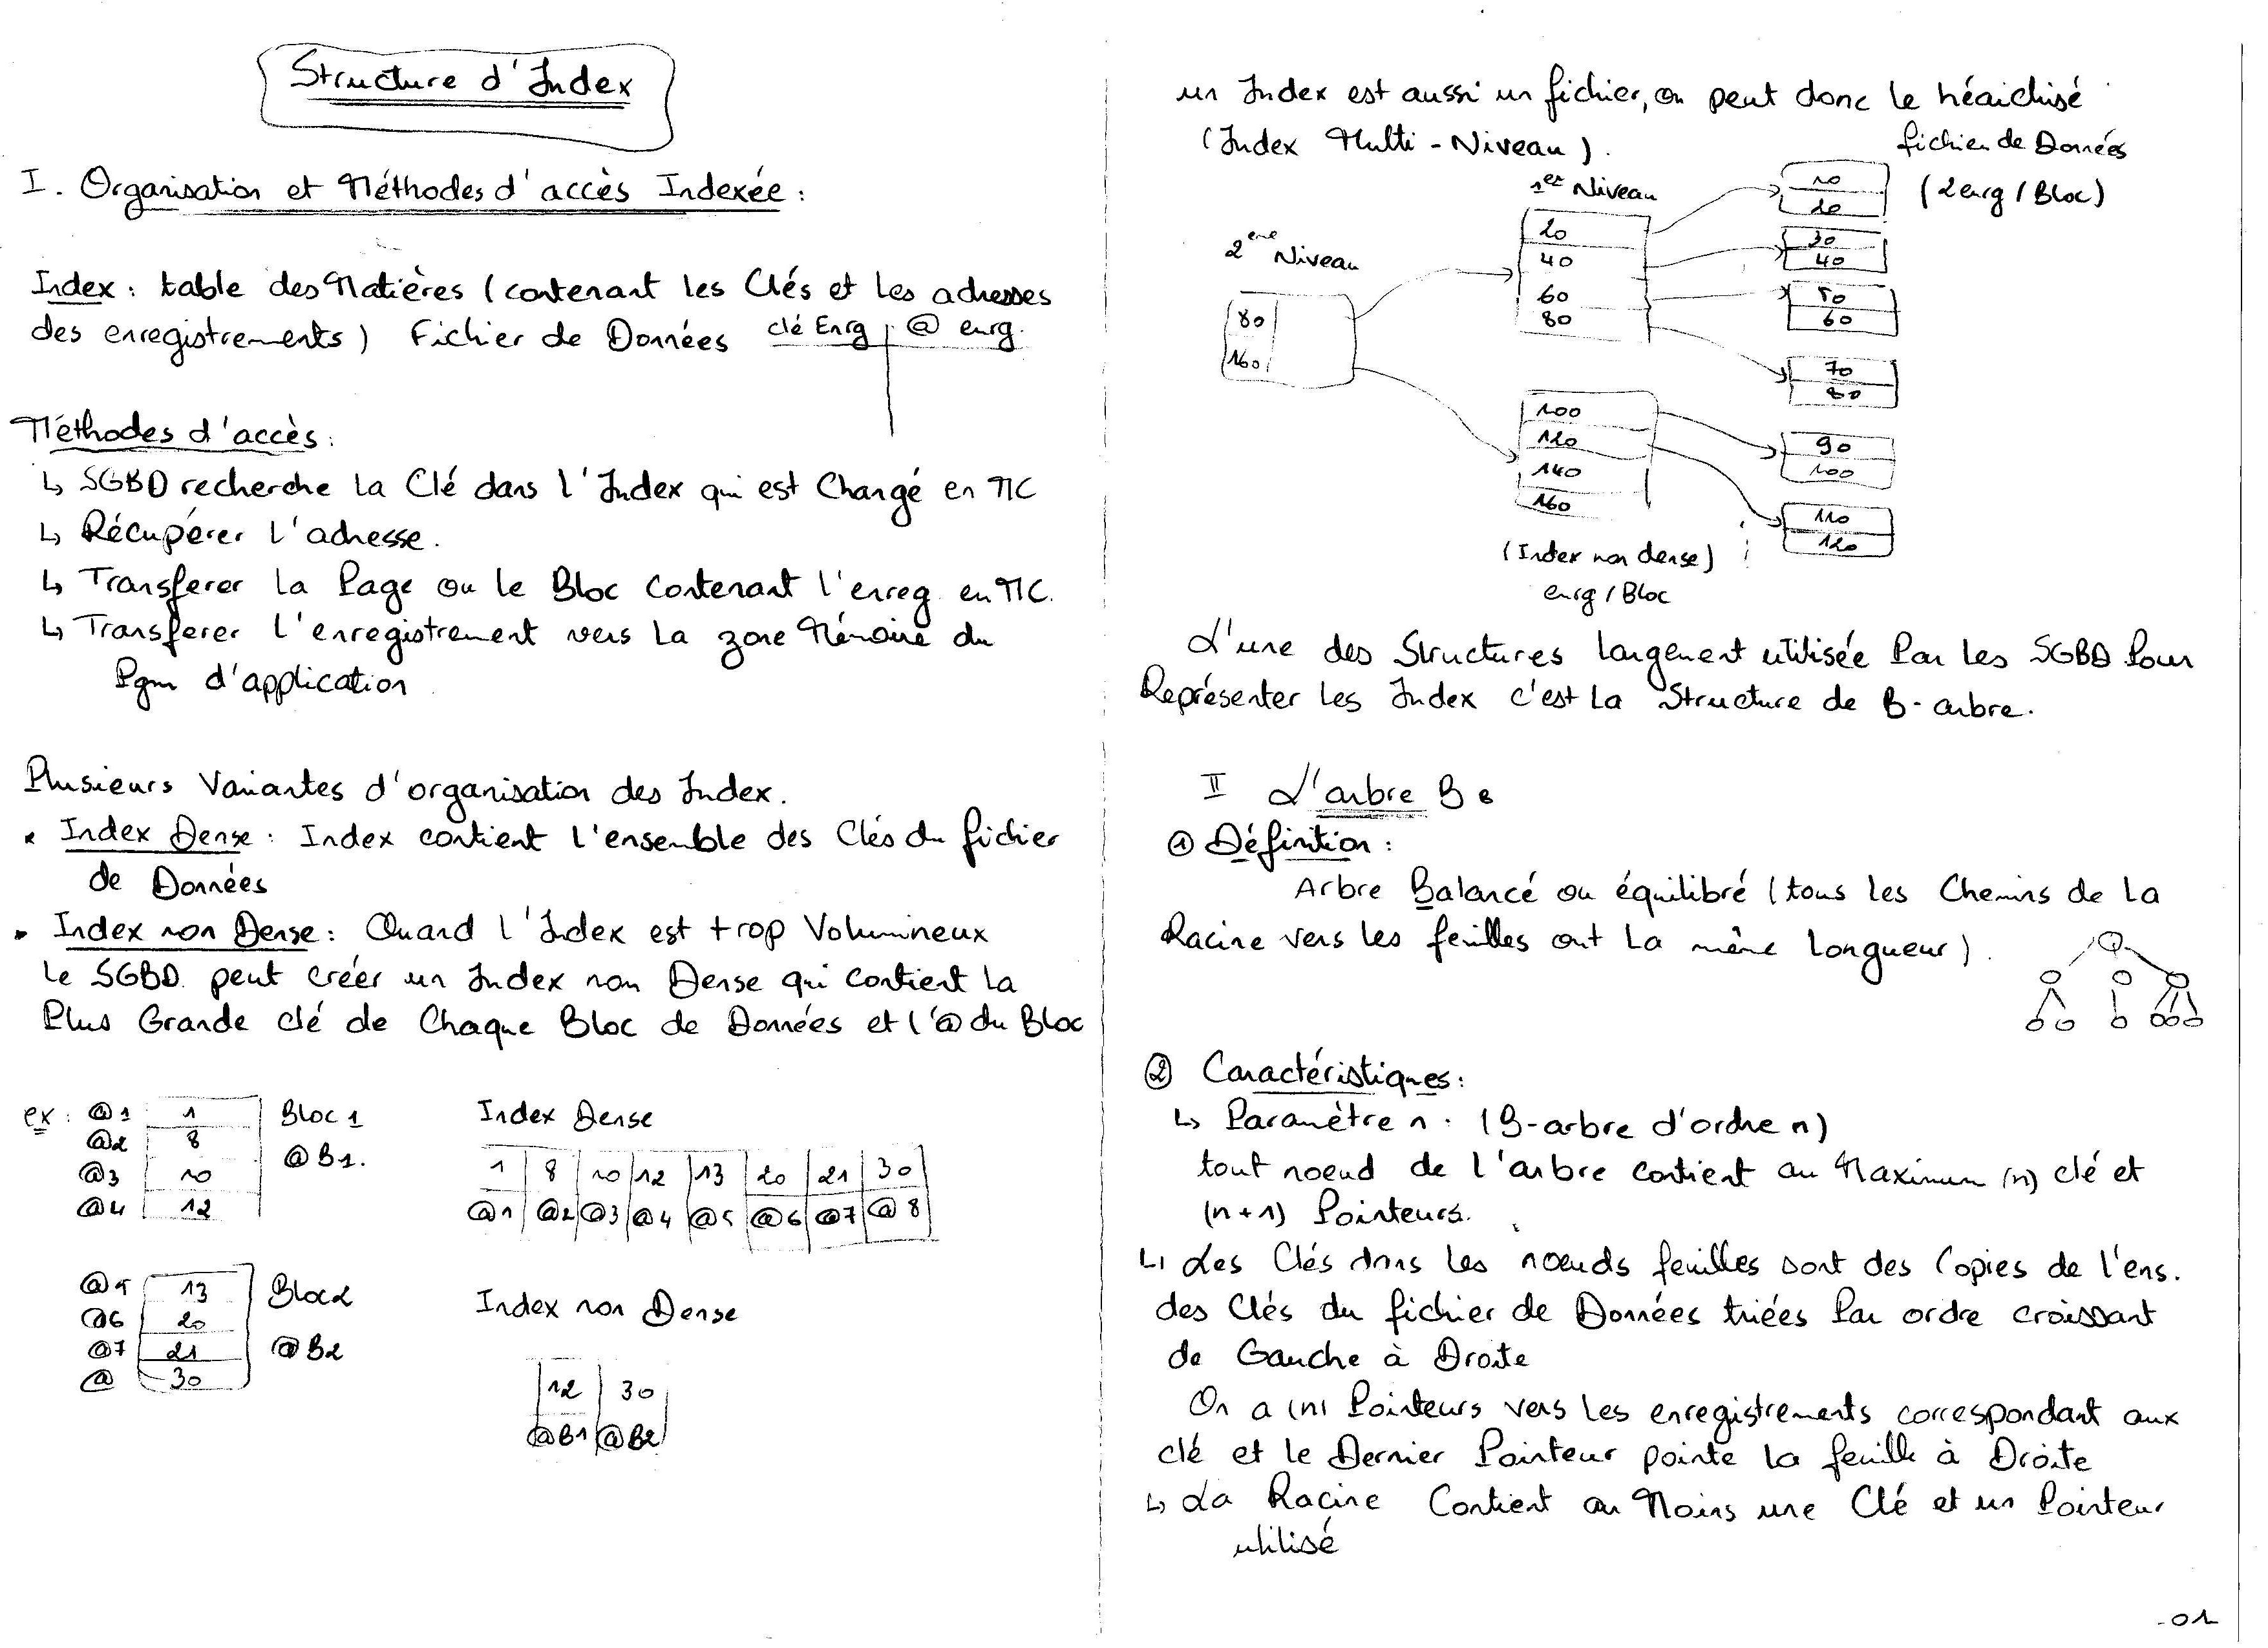 Structure d'Index
I. Organisation et Méthodes d'accès Indexée :
Index : table des Matières (contenant les Clés et les adresses
des enregistrements) Fichier de Données clé Enrg | @ enrg.
Méthodes d'accès :
↳ SGBD recherche la Clé dans l'Index qui est Changé en MC
↳ Récupérer l'adresse.
↳ Transferer la Page ou le Bloc Contenant l'enreg en MC.
↳ Transferer l'enregistrement vers la zone Mémoire du
Pgm d'application
Plusieurs Variantes d'organisation des Index.
• Index Dense : Index contient l'ensemble des Clés du fichier
de Données
• Index non Dense : Quand l'Index est trop Volumineux
le SGBD peut créer un Index non Dense qui contient la
Plus Grande clé de Chaque Bloc de Données et l'@ du Bloc
ex : @1 1 Bloc 1
@2 8
@3 10 @B1.
@4 12
Index Dense
1 8 10 12 13 20 21 30
@1 @2 @3 @4 @5 @6 @7 @8
@5 13 Bloc2
@6 20
@7 21 @B2
@ 30
Index non Dense
12 30
@B1 @B2
un Index est aussi un fichier, on peut donc le héaichisé
(Index Multi-Niveau).
fichier de Données
(2 enrg / Bloc)
1er Niveau
2eme Niveau
80
160
20
40
60
80
100
120
140
160
10
20
30
40
50
60
70
80
90
100
110
120
(Index non dense)
enrg / Bloc
L'une des Structures largement utilisée Par les SGBD Pour
Représenter les Index c'est la Structure de B-arbre.
II L'arbre B :
① Définition :
Arbre Balancé ou équilibré (tous les Chemins de la
Racine vers les feuilles ont la même longueur).
② Caractéristiques :
↳ Paramètre n. (B-arbre d'ordre n)
tout noeud de l'arbre contient au Maximum (n) clé et
(n+1) Pointeurs.
↳ Les Clés dans les noeuds feuilles sont des Copies de l'ens.
des Clés du fichier de Données triées Par ordre croissant
de Gauche à Droite
On a (n) Pointeurs vers les enregistrements correspondant aux
clé et le Dernier Pointeur pointe la feuille à Droite
↳ La Racine Contient au Moins une Clé et un Pointeur
utilisé
-01